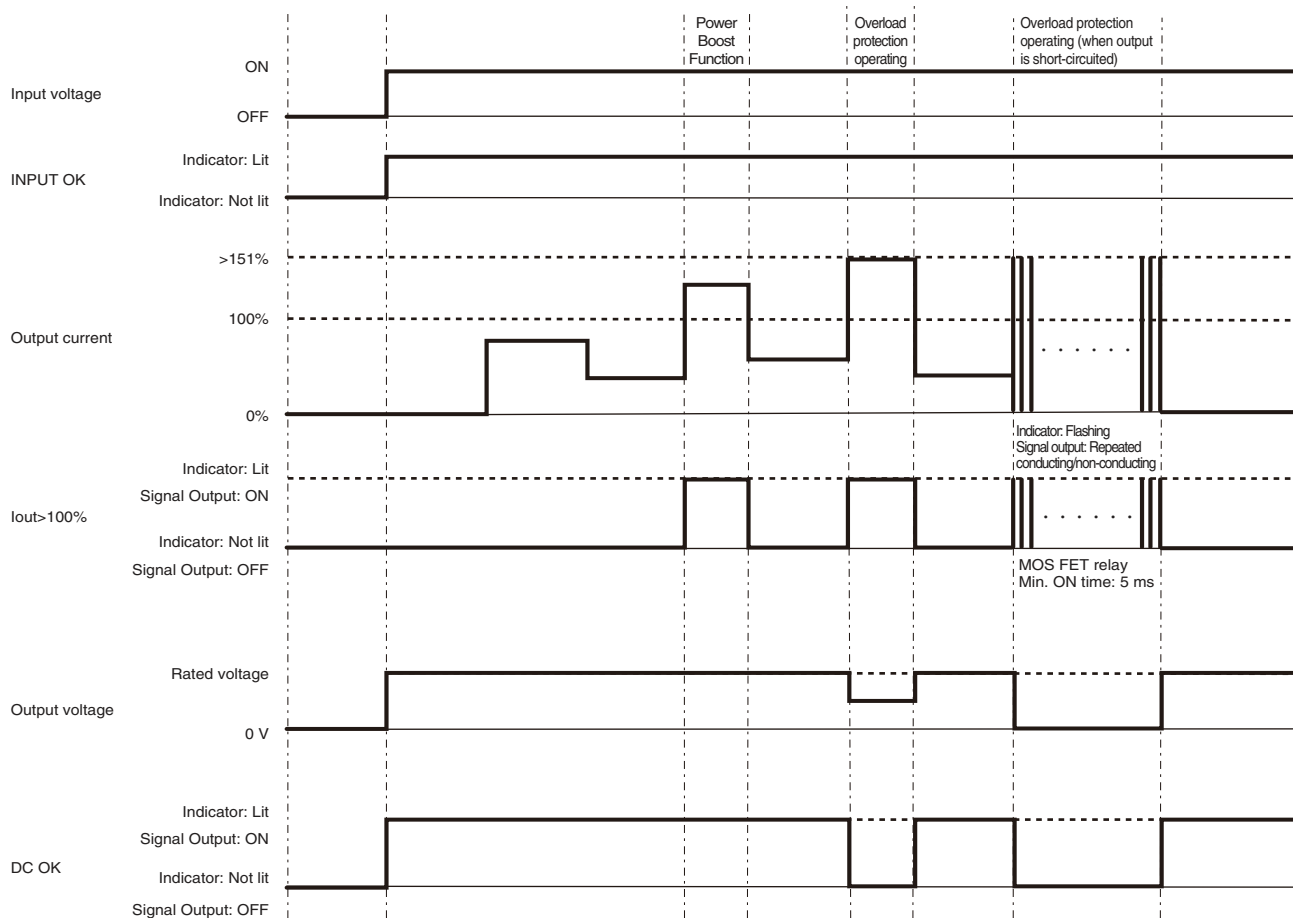 Power
Boost
Function
Overload
protection
operating
Overload protection
operating (when output
is short-circuited)
Input voltage
ON
OFF
INPUT OK
Indicator: Lit
Indicator: Not lit
Output current
>151%
100%
0%
Iout>100%
Indicator: Lit
Signal Output: ON
Indicator: Not lit
Signal Output: OFF
Indicator: Flashing
Signal output: Repeated
conducting/non-conducting
MOS FET relay
Min. ON time: 5 ms
Output voltage
Rated voltage
0 V
DC OK
Indicator: Lit
Signal Output: ON
Indicator: Not lit
Signal Output: OFF